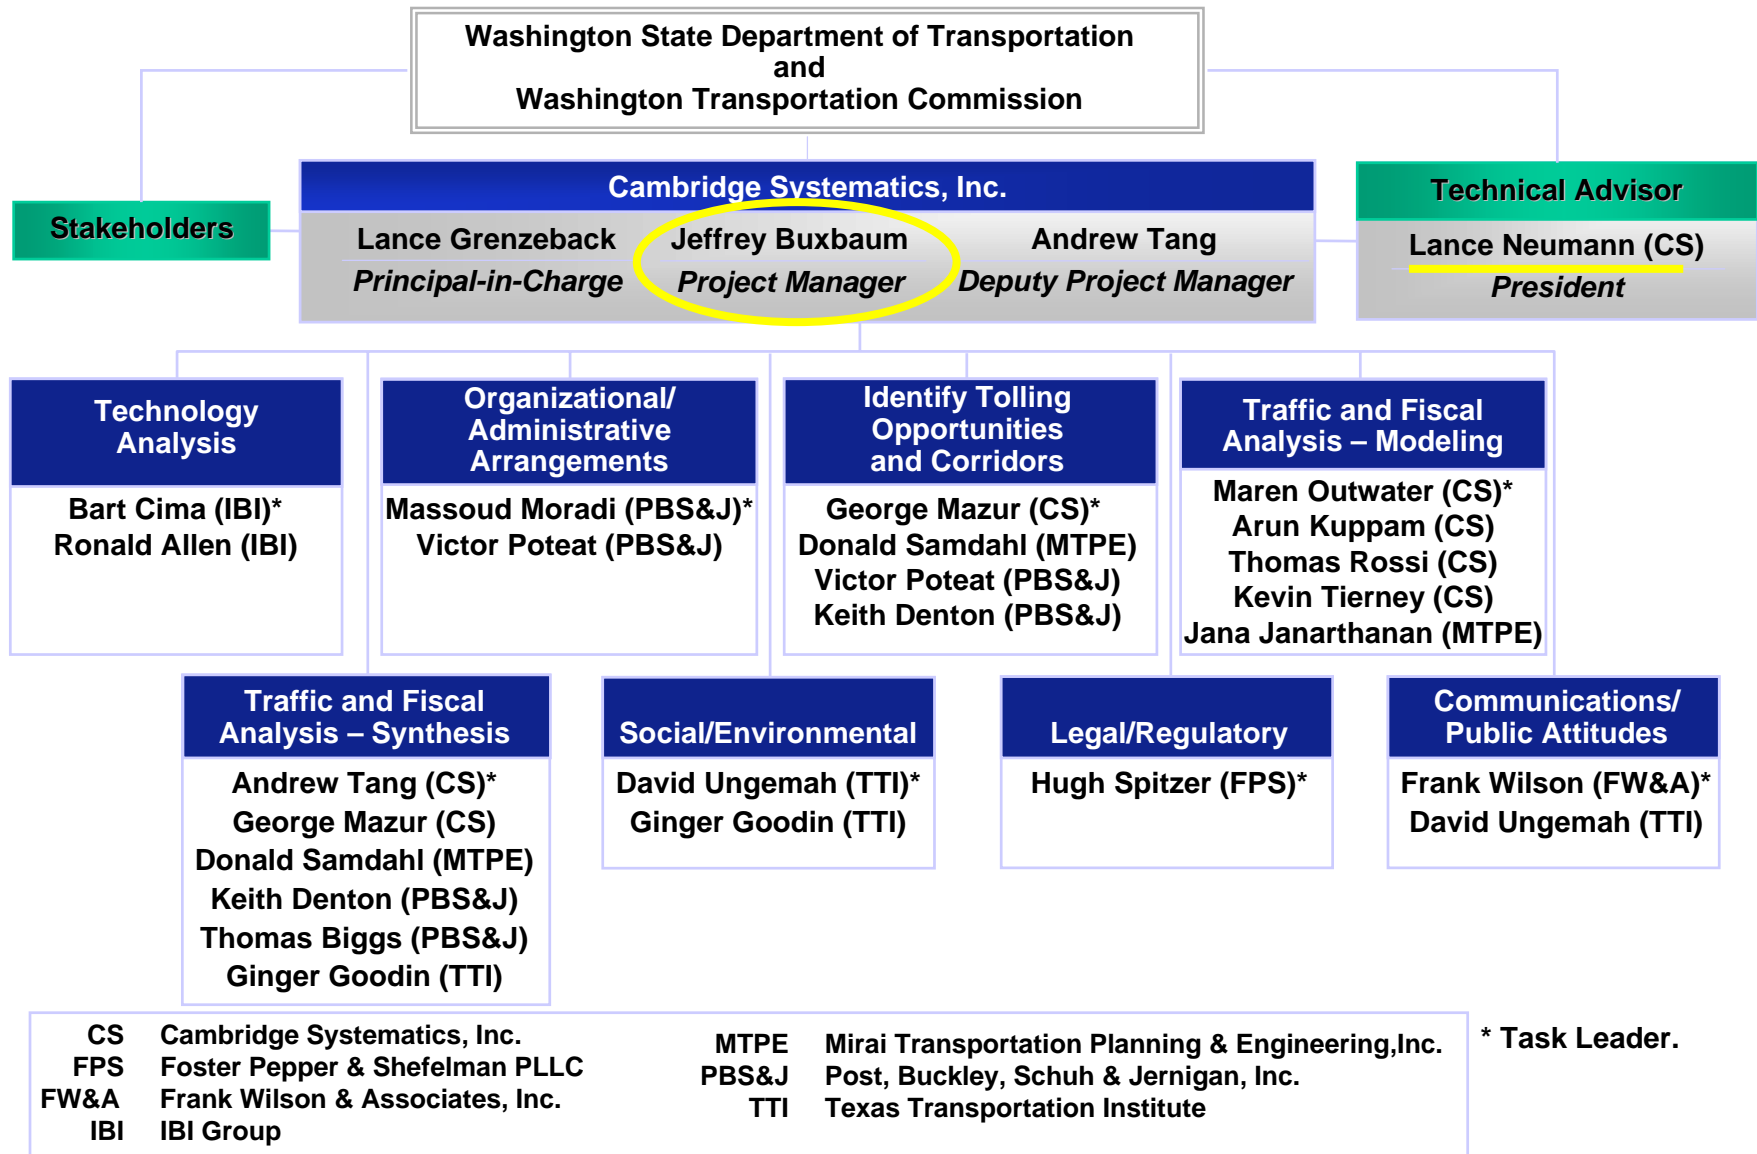 Washington State Department of Transportation
and
Washington Transportation Commission
Stakeholders
Cambridge Systematics, Inc.
Lance Grenzeback
Principal-in-Charge
Jeffrey Buxbaum
Project Manager
Andrew Tang
Deputy Project Manager
Technical Advisor
Lance Neumann (CS)
President
Technology
Analysis
Bart Cima (IBI)*
Ronald Allen (IBI)
Organizational/
Administrative
Arrangements
Massoud Moradi (PBS&J)*
Victor Poteat (PBS&J)
Identify Tolling
Opportunities
and Corridors
George Mazur (CS)*
Donald Samdahl (MTPE)
Victor Poteat (PBS&J)
Keith Denton (PBS&J)
Traffic and Fiscal
Analysis – Modeling
Maren Outwater (CS)*
Arun Kuppam (CS)
Thomas Rossi (CS)
Kevin Tierney (CS)
Jana Janarthanan (MTPE)
Traffic and Fiscal
Analysis – Synthesis
Andrew Tang (CS)*
George Mazur (CS)
Donald Samdahl (MTPE)
Keith Denton (PBS&J)
Thomas Biggs (PBS&J)
Ginger Goodin (TTI)
Social/Environmental
David Ungemah (TTI)*
Ginger Goodin (TTI)
Legal/Regulatory
Hugh Spitzer (FPS)*
Communications/
Public Attitudes
Frank Wilson (FW&A)*
David Ungemah (TTI)
CS Cambridge Systematics, Inc.
FPS Foster Pepper & Shefelman PLLC
FW&A Frank Wilson & Associates, Inc.
IBI IBI Group
MTPE Mirai Transportation Planning & Engineering,Inc.
PBS&J Post, Buckley, Schuh & Jernigan, Inc.
TTI Texas Transportation Institute
* Task Leader.